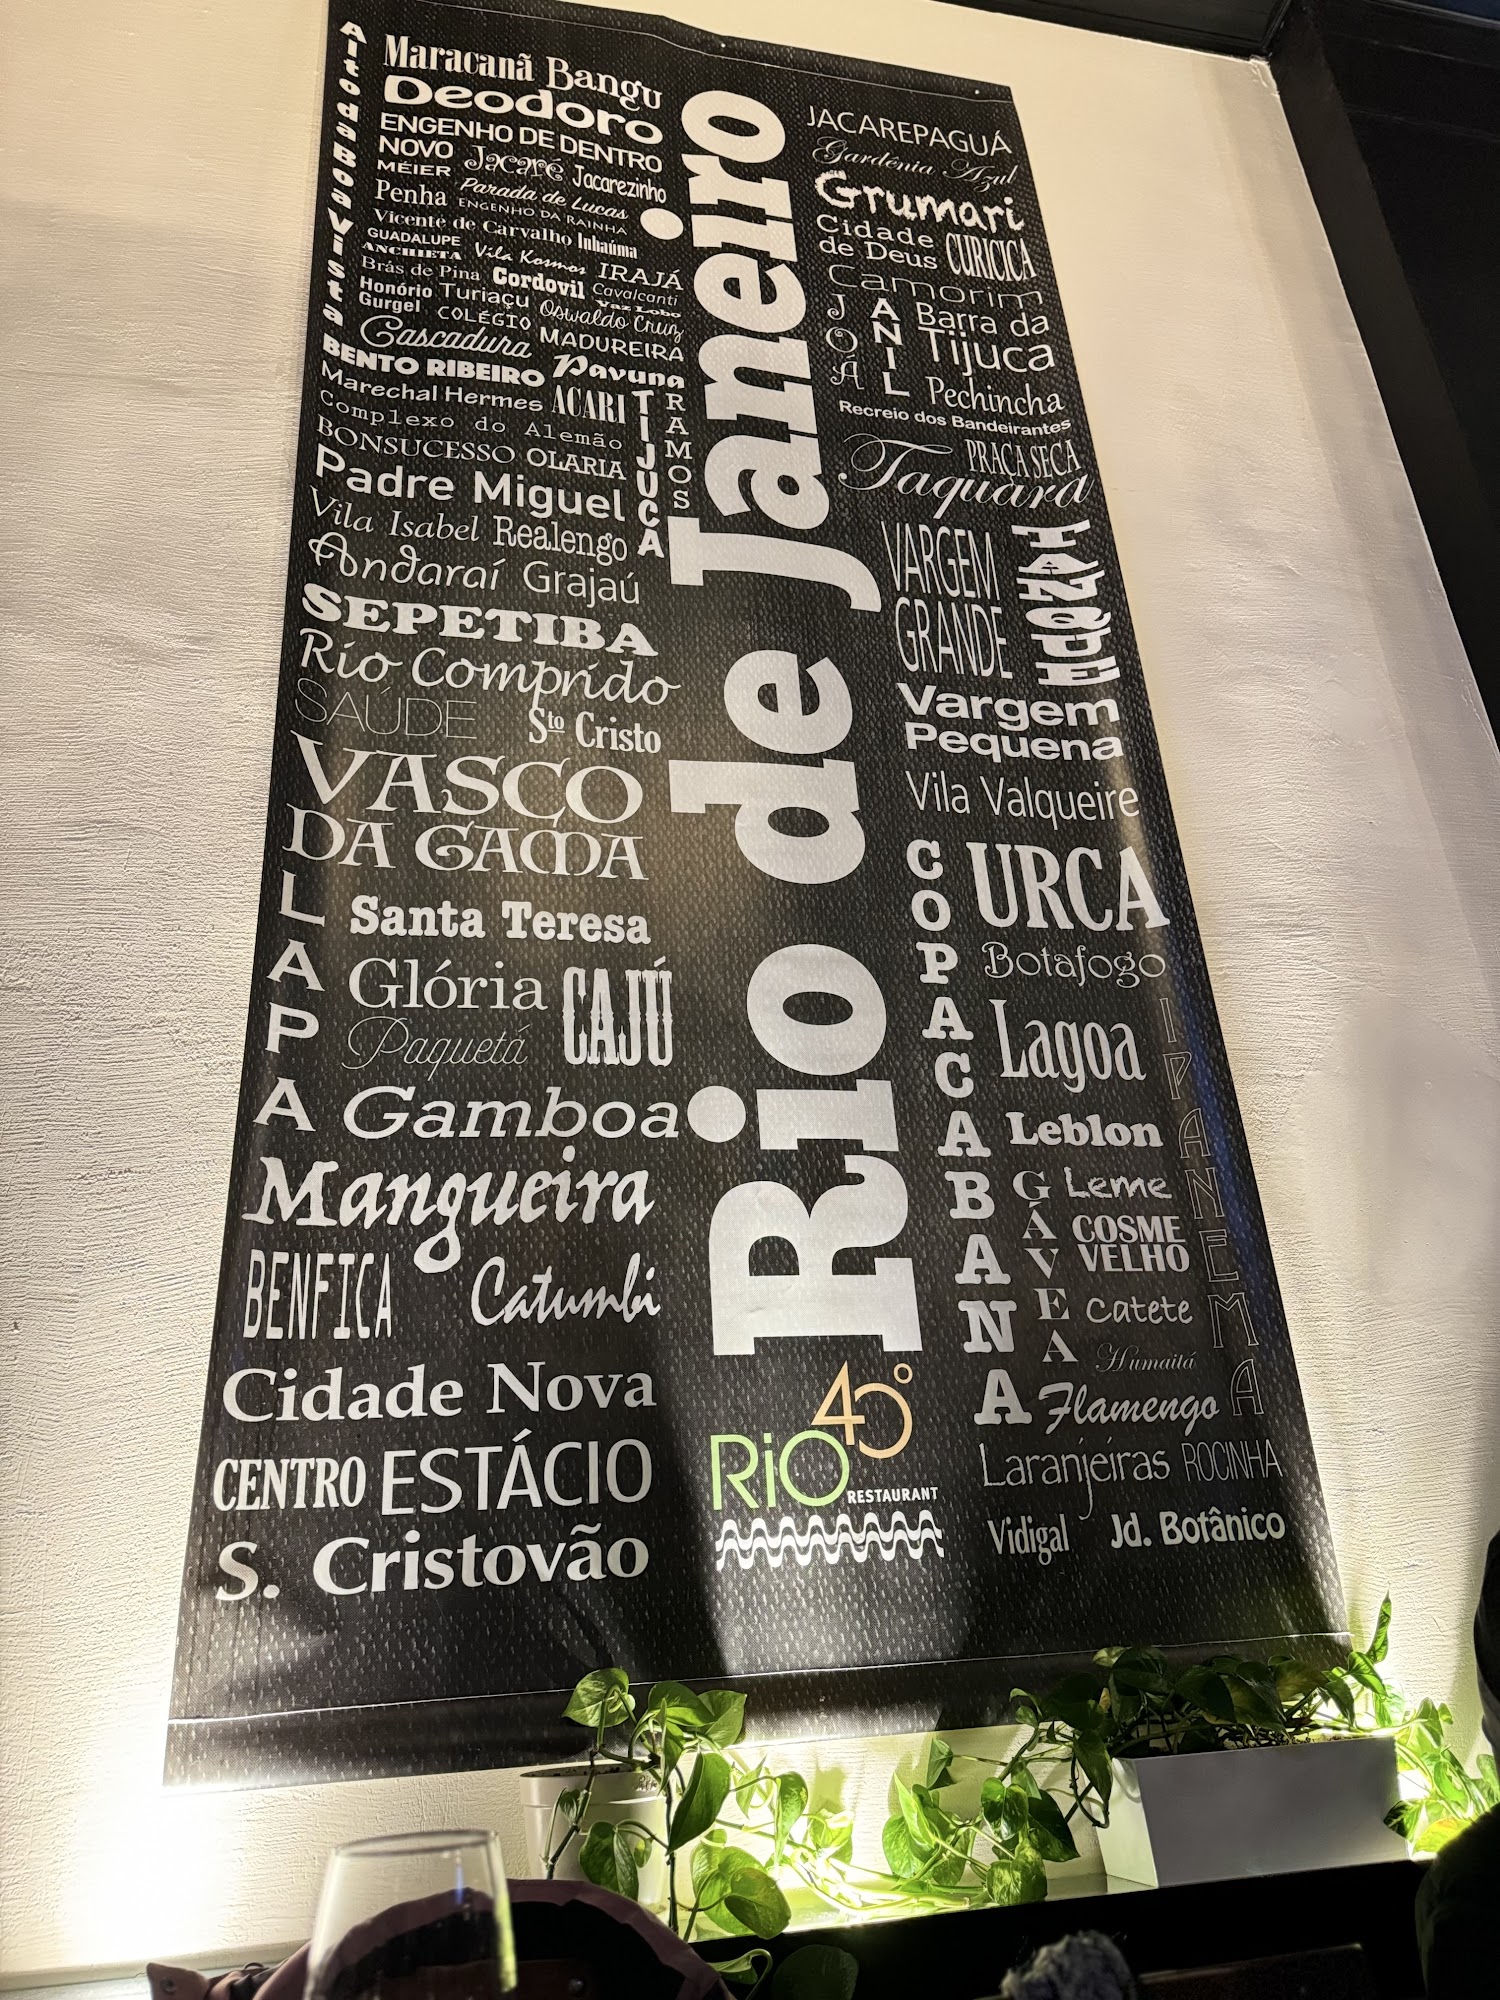 Alto da Boa Vista
Maracanã Bangu
Deodoro
ENGENHO DE DENTRO
NOVO Jacaré Jacarezinho
MÉIER Parada de Lucas
Penha ENGENHO DA RAINHA
Vicente de Carvalho Inhaúma
GUADALUPE Vila Kosmos IRAJÁ
ANCHIETA
Brás de Pina Cordovil Cavalcanti
Honório Gurgel Turiaçu Oswaldo Cruz Vaz Lobo
COLÉGIO MADUREIRA
Cascadura
BENTO RIBEIRO Pavuna
Marechal Hermes ACARI
TIJUCA
RAMOS
Complexo do Alemão
BONSUCESSO OLARIA
Padre Miguel
Vila Isabel Realengo
Andaraí Grajaú
SEPETIBA
Rio Comprido
SAÚDE Sto Cristo
VASCO
DA GAMA
LAPA
Santa Teresa
Glória CAJÚ
Paquetá
Gamboa
Mangueira
BENFICA Catumbi
Cidade Nova
CENTRO ESTÁCIO
S. Cristovão
Rio de Janeiro
RiO 40°
RESTAURANT
JACAREPAGUÁ
Gardênia Azul
Grumari
Cidade
de Deus CURICICA
Camorim
JOÁ
ANIL
Barra da
Tijuca
Pechincha
Recreio dos Bandeirantes
PRAÇA SECA
Taquara
VARGEM
GRANDE
TANQUE
Vargem
Pequena
Vila Valqueire
COPACABANA
URCA
Botafogo
Lagoa
IPANEMA
Leblon
GÁVEA
Leme
COSME
VELHO
Catete
Humaitá
Flamengo
Laranjeiras ROCINHA
Vidigal Jd. Botânico